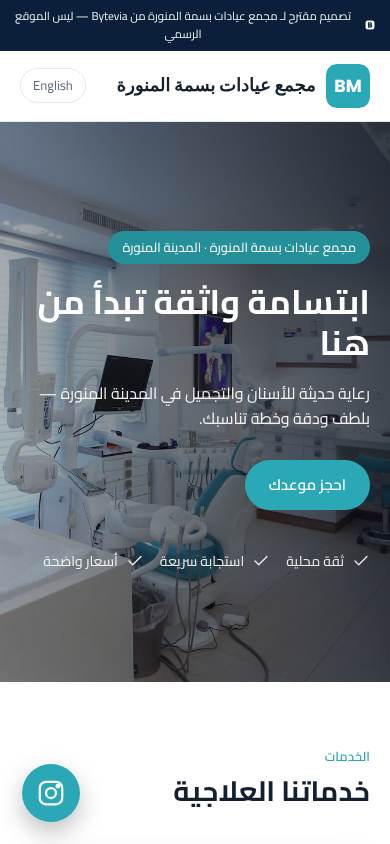 تصميم مقترح لـ مجمع عيادات بسمة المنورة من Bytevia — ليس الموقع
الرسمي
BM
مجمع عيادات بسمة المنورة
English
مجمع عيادات بسمة المنورة · المدينة المنورة
ابتسامة واثقة تبدأ من
هنا
رعاية حديثة للأسنان والتجميل في المدينة المنورة —
بلطف ودقة وخطة تناسبك.
احجز موعدك
ثقة محلية
استجابة سريعة
أسعار واضحة
الخدمات
خدماتنا العلاجية